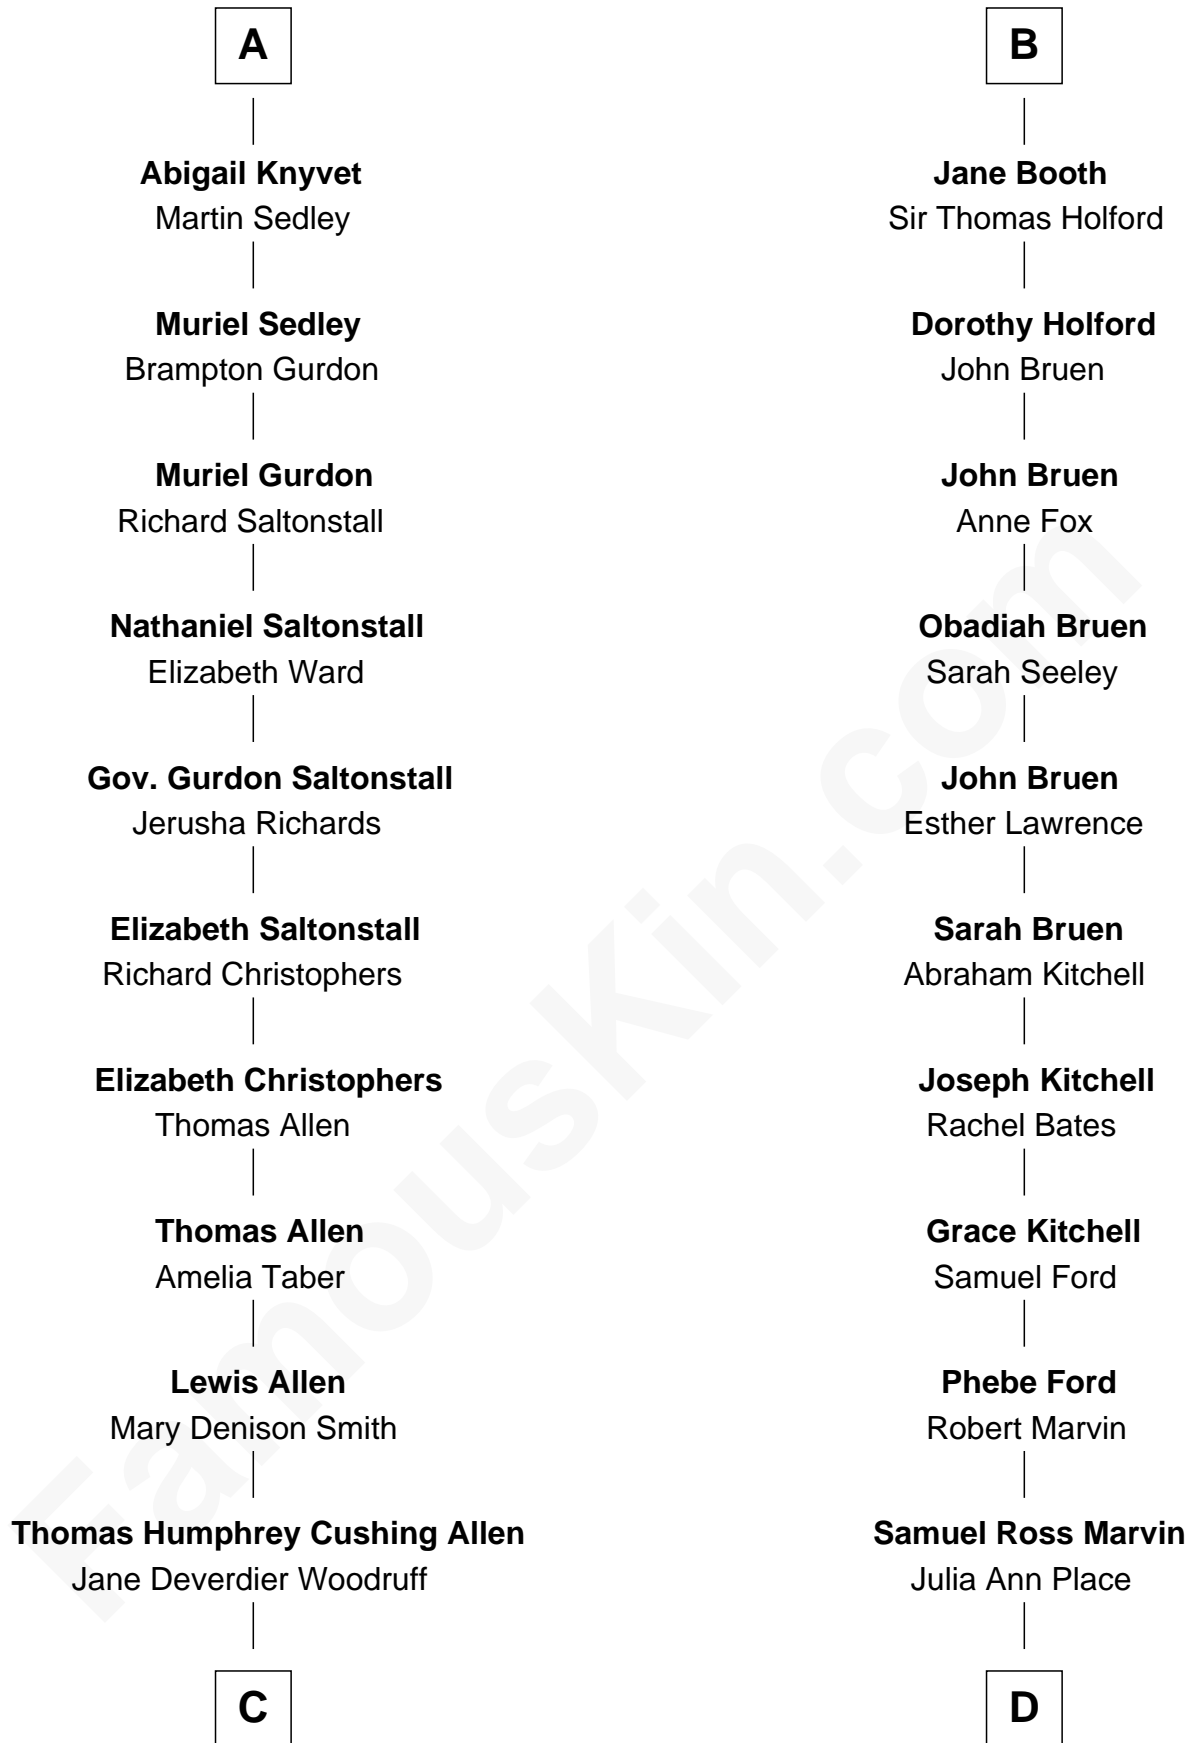 A
Abigail Knyvet
Martin Sedley
Muriel Sedley
Brampton Gurdon
Muriel Gurdon
Richard Saltonstall
Nathaniel Saltonstall
Elizabeth Ward
Gov. Gurdon Saltonstall
Jerusha Richards
Elizabeth Saltonstall
Richard Christophers
Elizabeth Christophers
Thomas Allen
Thomas Allen
Amelia Taber
Lewis Allen
Mary Denison Smith
Thomas Humphrey Cushing Allen
Jane Deverdier Woodruff
C
B
Jane Booth
Sir Thomas Holford
Dorothy Holford
John Bruen
John Bruen
Anne Fox
Obadiah Bruen
Sarah Seeley
John Bruen
Esther Lawrence
Sarah Bruen
Abraham Kitchell
Joseph Kitchell
Rachel Bates
Grace Kitchell
Samuel Ford
Phebe Ford
Robert Marvin
Samuel Ross Marvin
Julia Ann Place
D
FamousKin.com